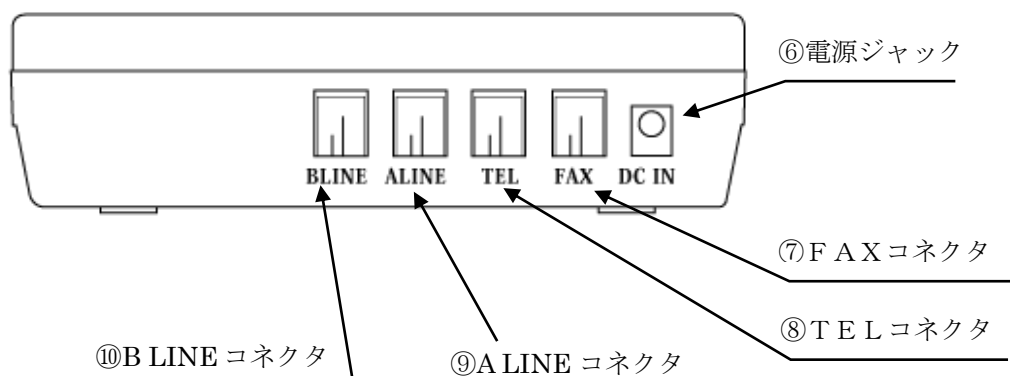 ⑥電源ジャック
BLINE ALINE TEL FAX DC IN
⑦ＦＡＸコネクタ
⑧ＴＥＬコネクタ
⑩B LINE コネクタ
⑨A LINE コネクタ